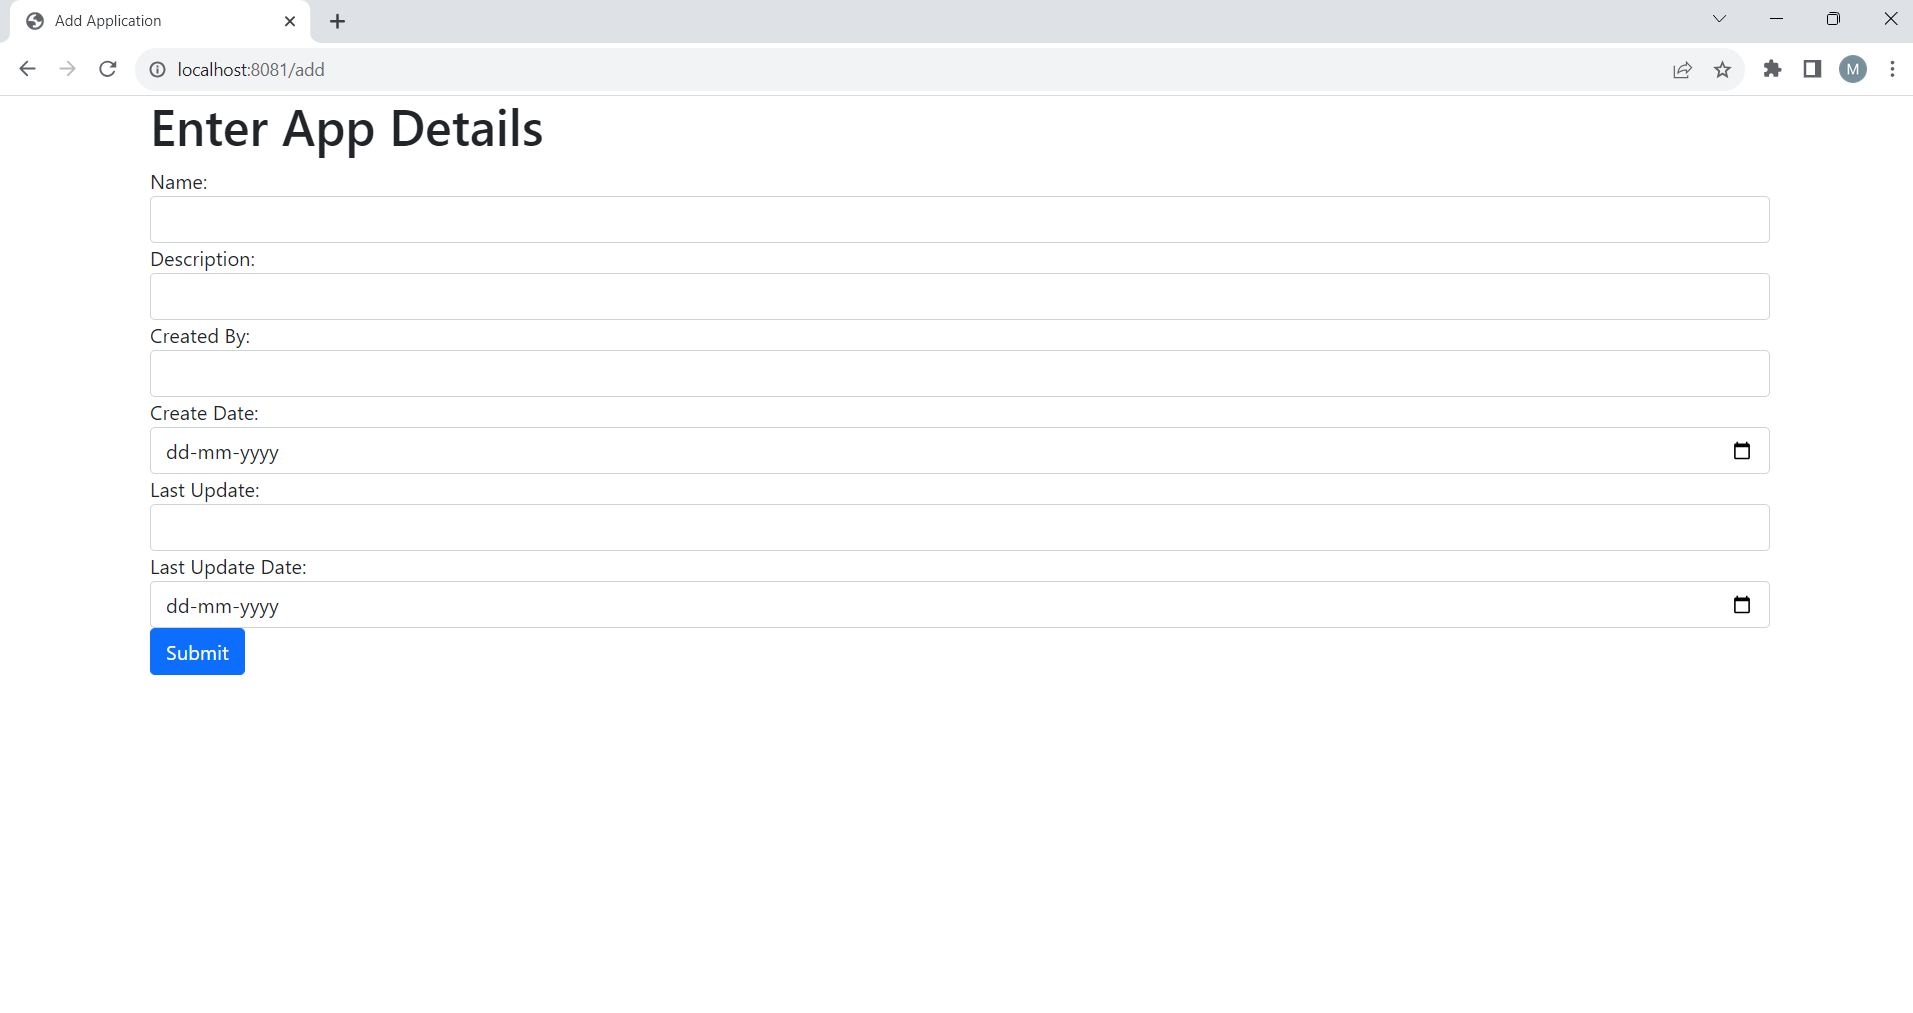 Add Application
localhost:8081/add
M
Enter App Details
Name:
Description:
Created By:
Create Date:
dd-mm-yyyy
Last Update:
Last Update Date:
dd-mm-yyyy
Submit